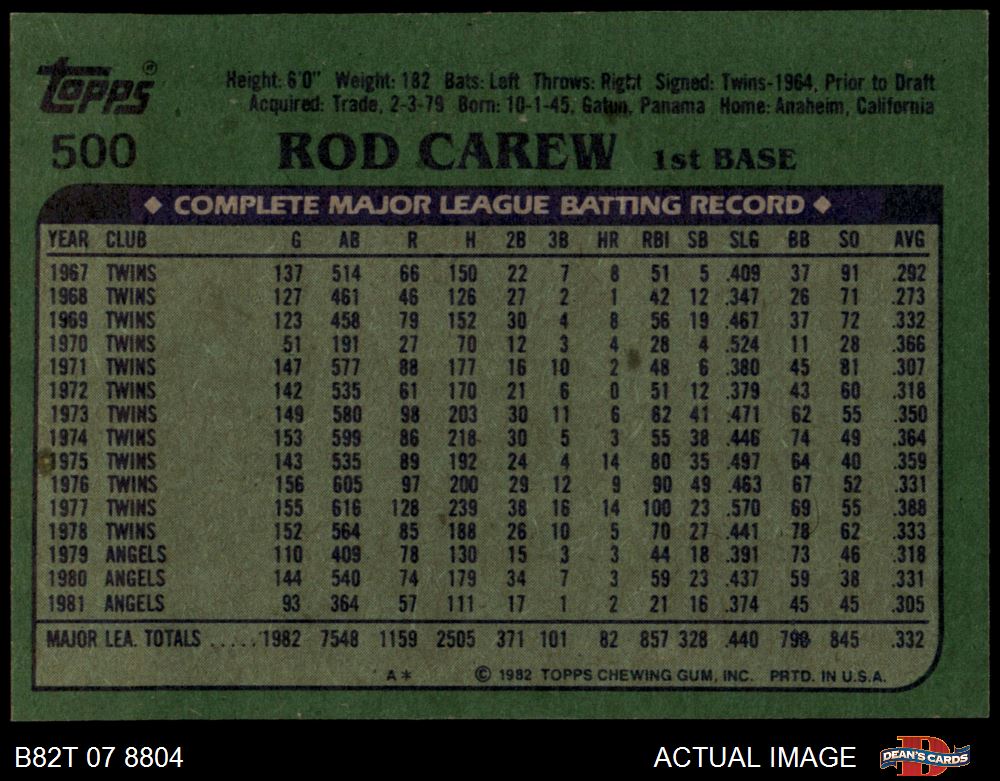 topps®
Height: 6'0" Weight: 182 Bats: Left Throws: Right Signed: Twins-1964, Prior to Draft
Acquired: Trade, 2-3-79 Born: 10-1-45, Gatun, Panama Home: Anaheim, California
500 ROD CAREW 1st BASE
◆ COMPLETE MAJOR LEAGUE BATTING RECORD ◆
YEAR CLUB G AB R H 2B 3B HR RBI SB SLG BB SO AVG
1967 TWINS 137 514 66 150 22 7 8 51 5 .409 37 91 .292
1968 TWINS 127 461 46 126 27 2 1 42 12 .347 26 71 .273
1969 TWINS 123 458 79 152 30 4 8 56 19 .467 37 72 .332
1970 TWINS 51 191 27 70 12 3 4 28 4 .524 11 28 .366
1971 TWINS 147 577 88 177 16 10 2 48 6 .380 45 81 .307
1972 TWINS 142 535 61 170 21 6 0 51 12 .379 43 60 .318
1973 TWINS 149 580 98 203 30 11 6 62 41 .471 62 55 .350
1974 TWINS 153 599 86 218 30 5 3 55 38 .446 74 49 .364
1975 TWINS 143 535 89 192 24 4 14 80 35 .497 64 40 .359
1976 TWINS 156 605 97 200 29 12 9 90 49 .463 67 52 .331
1977 TWINS 155 616 128 239 38 16 14 100 23 .570 69 55 .388
1978 TWINS 152 564 85 188 26 10 5 70 27 .441 78 62 .333
1979 ANGELS 110 409 78 130 15 3 3 44 18 .391 73 46 .318
1980 ANGELS 144 540 74 179 34 7 3 59 23 .437 59 38 .331
1981 ANGELS 93 364 57 111 17 1 2 21 16 .374 45 45 .305
MAJOR LEA. TOTALS ..... 1982 7548 1159 2505 371 101 82 857 328 .440 845 .332
A* © 1982 TOPPS CHEWING GUM, INC. PRTD. IN U.S.A.
B82T 07 8804 ACTUAL IMAGE DEAN'S CARDS